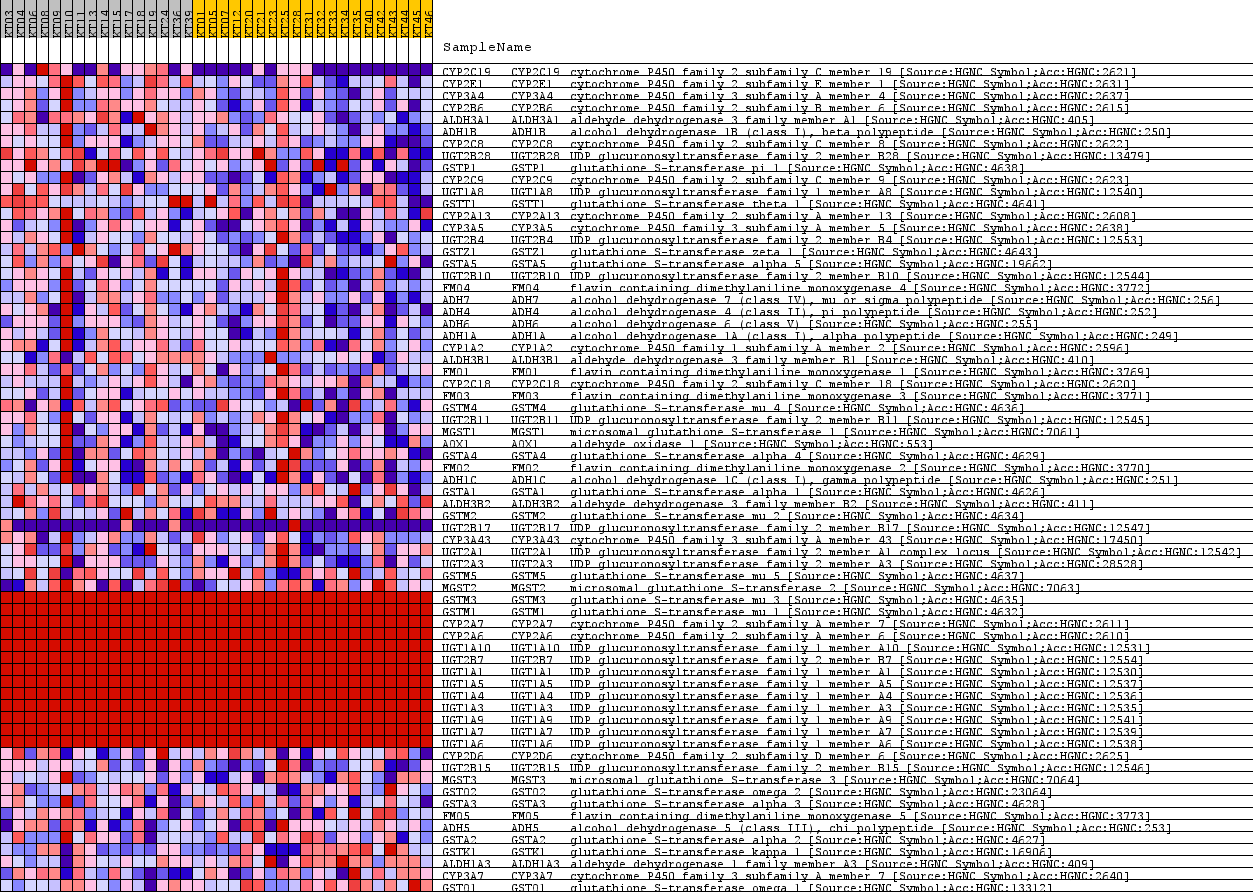 KT03 KT04 KT06 KT08 KT09 KT10 KT11 KT13 KT14 KT15 KT17 KT18 KT19 KT24 KT36 KT39 KT01 KT05 KT07 KT12 KT20 KT21 KT23 KT25 KT28 KT31 KT32 KT33 KT34 KT35 KT40 KT42 KT43 KT44 KT45 KT46
SampleName
CYP2C19 CYP2C19 cytochrome P450 family 2 subfamily C member 19 [Source:HGNC Symbol;Acc:HGNC:2621]
CYP2E1 CYP2E1 cytochrome P450 family 2 subfamily E member 1 [Source:HGNC Symbol;Acc:HGNC:2631]
CYP3A4 CYP3A4 cytochrome P450 family 3 subfamily A member 4 [Source:HGNC Symbol;Acc:HGNC:2637]
CYP2B6 CYP2B6 cytochrome P450 family 2 subfamily B member 6 [Source:HGNC Symbol;Acc:HGNC:2615]
ALDH3A1 ALDH3A1 aldehyde dehydrogenase 3 family member A1 [Source:HGNC Symbol;Acc:HGNC:405]
ADH1B ADH1B alcohol dehydrogenase 1B (class I), beta polypeptide [Source:HGNC Symbol;Acc:HGNC:250]
CYP2C8 CYP2C8 cytochrome P450 family 2 subfamily C member 8 [Source:HGNC Symbol;Acc:HGNC:2622]
UGT2B28 UGT2B28 UDP glucuronosyltransferase family 2 member B28 [Source:HGNC Symbol;Acc:HGNC:13479]
GSTP1 GSTP1 glutathione S-transferase pi 1 [Source:HGNC Symbol;Acc:HGNC:4638]
CYP2C9 CYP2C9 cytochrome P450 family 2 subfamily C member 9 [Source:HGNC Symbol;Acc:HGNC:2623]
UGT1A8 UGT1A8 UDP glucuronosyltransferase family 1 member A8 [Source:HGNC Symbol;Acc:HGNC:12540]
GSTT1 GSTT1 glutathione S-transferase theta 1 [Source:HGNC Symbol;Acc:HGNC:4641]
CYP2A13 CYP2A13 cytochrome P450 family 2 subfamily A member 13 [Source:HGNC Symbol;Acc:HGNC:2608]
CYP3A5 CYP3A5 cytochrome P450 family 3 subfamily A member 5 [Source:HGNC Symbol;Acc:HGNC:2638]
UGT2B4 UGT2B4 UDP glucuronosyltransferase family 2 member B4 [Source:HGNC Symbol;Acc:HGNC:12553]
GSTZ1 GSTZ1 glutathione S-transferase zeta 1 [Source:HGNC Symbol;Acc:HGNC:4643]
GSTA5 GSTA5 glutathione S-transferase alpha 5 [Source:HGNC Symbol;Acc:HGNC:19662]
UGT2B10 UGT2B10 UDP glucuronosyltransferase family 2 member B10 [Source:HGNC Symbol;Acc:HGNC:12544]
FMO4 FMO4 flavin containing dimethylaniline monoxygenase 4 [Source:HGNC Symbol;Acc:HGNC:3772]
ADH7 ADH7 alcohol dehydrogenase 7 (class IV), mu or sigma polypeptide [Source:HGNC Symbol;Acc:HGNC:256]
ADH4 ADH4 alcohol dehydrogenase 4 (class II), pi polypeptide [Source:HGNC Symbol;Acc:HGNC:252]
ADH6 ADH6 alcohol dehydrogenase 6 (class V) [Source:HGNC Symbol;Acc:HGNC:255]
ADH1A ADH1A alcohol dehydrogenase 1A (class I), alpha polypeptide [Source:HGNC Symbol;Acc:HGNC:249]
CYP1A2 CYP1A2 cytochrome P450 family 1 subfamily A member 2 [Source:HGNC Symbol;Acc:HGNC:2596]
ALDH3B1 ALDH3B1 aldehyde dehydrogenase 3 family member B1 [Source:HGNC Symbol;Acc:HGNC:410]
FMO1 FMO1 flavin containing dimethylaniline monoxygenase 1 [Source:HGNC Symbol;Acc:HGNC:3769]
CYP2C18 CYP2C18 cytochrome P450 family 2 subfamily C member 18 [Source:HGNC Symbol;Acc:HGNC:2620]
FMO3 FMO3 flavin containing dimethylaniline monoxygenase 3 [Source:HGNC Symbol;Acc:HGNC:3771]
GSTM4 GSTM4 glutathione S-transferase mu 4 [Source:HGNC Symbol;Acc:HGNC:4636]
UGT2B11 UGT2B11 UDP glucuronosyltransferase family 2 member B11 [Source:HGNC Symbol;Acc:HGNC:12545]
MGST1 MGST1 microsomal glutathione S-transferase 1 [Source:HGNC Symbol;Acc:HGNC:7061]
AOX1 AOX1 aldehyde oxidase 1 [Source:HGNC Symbol;Acc:HGNC:553]
GSTA4 GSTA4 glutathione S-transferase alpha 4 [Source:HGNC Symbol;Acc:HGNC:4629]
FMO2 FMO2 flavin containing dimethylaniline monoxygenase 2 [Source:HGNC Symbol;Acc:HGNC:3770]
ADH1C ADH1C alcohol dehydrogenase 1C (class I), gamma polypeptide [Source:HGNC Symbol;Acc:HGNC:251]
GSTA1 GSTA1 glutathione S-transferase alpha 1 [Source:HGNC Symbol;Acc:HGNC:4626]
ALDH3B2 ALDH3B2 aldehyde dehydrogenase 3 family member B2 [Source:HGNC Symbol;Acc:HGNC:411]
GSTM2 GSTM2 glutathione S-transferase mu 2 [Source:HGNC Symbol;Acc:HGNC:4634]
UGT2B17 UGT2B17 UDP glucuronosyltransferase family 2 member B17 [Source:HGNC Symbol;Acc:HGNC:12547]
CYP3A43 CYP3A43 cytochrome P450 family 3 subfamily A member 43 [Source:HGNC Symbol;Acc:HGNC:17450]
UGT2A1 UGT2A1 UDP glucuronosyltransferase family 2 member A1 complex locus [Source:HGNC Symbol;Acc:HGNC:12542]
UGT2A3 UGT2A3 UDP glucuronosyltransferase family 2 member A3 [Source:HGNC Symbol;Acc:HGNC:28528]
GSTM5 GSTM5 glutathione S-transferase mu 5 [Source:HGNC Symbol;Acc:HGNC:4637]
MGST2 MGST2 microsomal glutathione S-transferase 2 [Source:HGNC Symbol;Acc:HGNC:7063]
GSTM3 GSTM3 glutathione S-transferase mu 3 [Source:HGNC Symbol;Acc:HGNC:4635]
GSTM1 GSTM1 glutathione S-transferase mu 1 [Source:HGNC Symbol;Acc:HGNC:4632]
CYP2A7 CYP2A7 cytochrome P450 family 2 subfamily A member 7 [Source:HGNC Symbol;Acc:HGNC:2611]
CYP2A6 CYP2A6 cytochrome P450 family 2 subfamily A member 6 [Source:HGNC Symbol;Acc:HGNC:2610]
UGT1A10 UGT1A10 UDP glucuronosyltransferase family 1 member A10 [Source:HGNC Symbol;Acc:HGNC:12531]
UGT2B7 UGT2B7 UDP glucuronosyltransferase family 2 member B7 [Source:HGNC Symbol;Acc:HGNC:12554]
UGT1A1 UGT1A1 UDP glucuronosyltransferase family 1 member A1 [Source:HGNC Symbol;Acc:HGNC:12530]
UGT1A5 UGT1A5 UDP glucuronosyltransferase family 1 member A5 [Source:HGNC Symbol;Acc:HGNC:12537]
UGT1A4 UGT1A4 UDP glucuronosyltransferase family 1 member A4 [Source:HGNC Symbol;Acc:HGNC:12536]
UGT1A3 UGT1A3 UDP glucuronosyltransferase family 1 member A3 [Source:HGNC Symbol;Acc:HGNC:12535]
UGT1A9 UGT1A9 UDP glucuronosyltransferase family 1 member A9 [Source:HGNC Symbol;Acc:HGNC:12541]
UGT1A7 UGT1A7 UDP glucuronosyltransferase family 1 member A7 [Source:HGNC Symbol;Acc:HGNC:12539]
UGT1A6 UGT1A6 UDP glucuronosyltransferase family 1 member A6 [Source:HGNC Symbol;Acc:HGNC:12538]
CYP2D6 CYP2D6 cytochrome P450 family 2 subfamily D member 6 [Source:HGNC Symbol;Acc:HGNC:2625]
UGT2B15 UGT2B15 UDP glucuronosyltransferase family 2 member B15 [Source:HGNC Symbol;Acc:HGNC:12546]
MGST3 MGST3 microsomal glutathione S-transferase 3 [Source:HGNC Symbol;Acc:HGNC:7064]
GSTO2 GSTO2 glutathione S-transferase omega 2 [Source:HGNC Symbol;Acc:HGNC:23064]
GSTA3 GSTA3 glutathione S-transferase alpha 3 [Source:HGNC Symbol;Acc:HGNC:4628]
FMO5 FMO5 flavin containing dimethylaniline monoxygenase 5 [Source:HGNC Symbol;Acc:HGNC:3773]
ADH5 ADH5 alcohol dehydrogenase 5 (class III), chi polypeptide [Source:HGNC Symbol;Acc:HGNC:253]
GSTA2 GSTA2 glutathione S-transferase alpha 2 [Source:HGNC Symbol;Acc:HGNC:4627]
GSTK1 GSTK1 glutathione S-transferase kappa 1 [Source:HGNC Symbol;Acc:HGNC:16906]
ALDH1A3 ALDH1A3 aldehyde dehydrogenase 1 family member A3 [Source:HGNC Symbol;Acc:HGNC:409]
CYP3A7 CYP3A7 cytochrome P450 family 3 subfamily A member 7 [Source:HGNC Symbol;Acc:HGNC:2640]
GSTO1 GSTO1 glutathione S-transferase omega 1 [Source:HGNC Symbol;Acc:HGNC:13312]